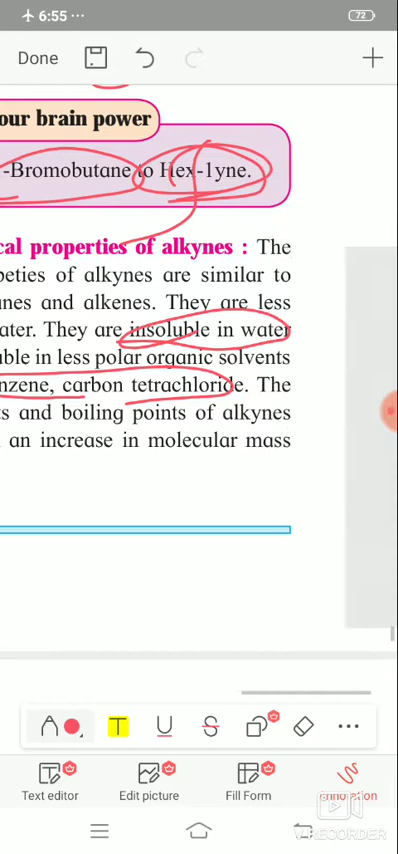 6:55 ...
72
Done
our brain power
-Bromobutane to Hex-1yne.
cal properties of alkynes : The
peties of alkynes are similar to
nes and alkenes. They are less
ater. They are insoluble in water
ble in less polar organic solvents
nzene, carbon tetrachloride. The
s and boiling points of alkynes
an increase in molecular mass
T U S
Text editor Edit picture Fill Form Annotation
V.RECORDER